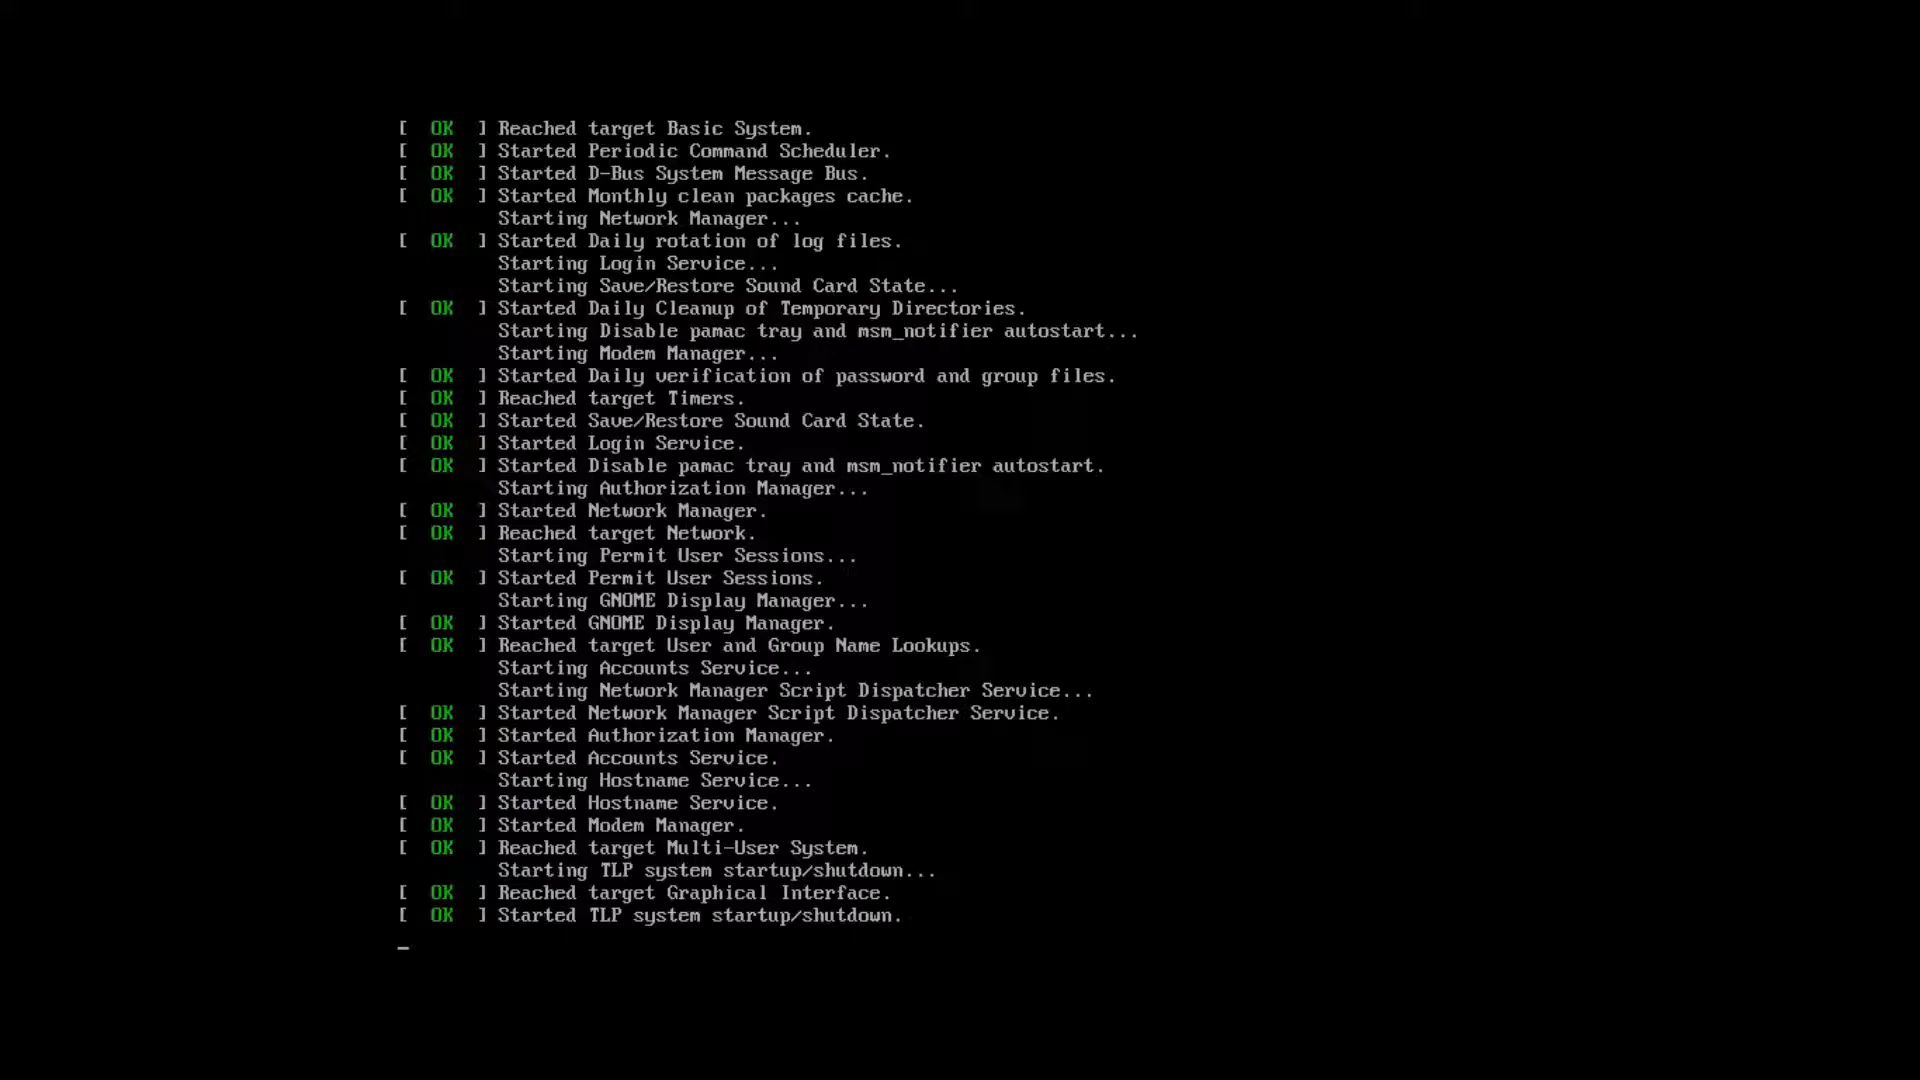 [  OK  ] Reached target Basic System.
[  OK  ] Started Periodic Command Scheduler.
[  OK  ] Started D-Bus System Message Bus.
[  OK  ] Started Monthly clean packages cache.
Starting Network Manager...
[  OK  ] Started Daily rotation of log files.
Starting Login Service...
Starting Save/Restore Sound Card State...
[  OK  ] Started Daily Cleanup of Temporary Directories.
Starting Disable pamac tray and msm_notifier autostart...
Starting Modem Manager...
[  OK  ] Started Daily verification of password and group files.
[  OK  ] Reached target Timers.
[  OK  ] Started Save/Restore Sound Card State.
[  OK  ] Started Login Service.
[  OK  ] Started Disable pamac tray and msm_notifier autostart.
Starting Authorization Manager...
[  OK  ] Started Network Manager.
[  OK  ] Reached target Network.
Starting Permit User Sessions...
[  OK  ] Started Permit User Sessions.
Starting GNOME Display Manager...
[  OK  ] Started GNOME Display Manager.
[  OK  ] Reached target User and Group Name Lookups.
Starting Accounts Service...
Starting Network Manager Script Dispatcher Service...
[  OK  ] Started Network Manager Script Dispatcher Service.
[  OK  ] Started Authorization Manager.
[  OK  ] Started Accounts Service.
Starting Hostname Service...
[  OK  ] Started Hostname Service.
[  OK  ] Started Modem Manager.
[  OK  ] Reached target Multi-User System.
Starting TLP system startup/shutdown...
[  OK  ] Reached target Graphical Interface.
[  OK  ] Started TLP system startup/shutdown.
_